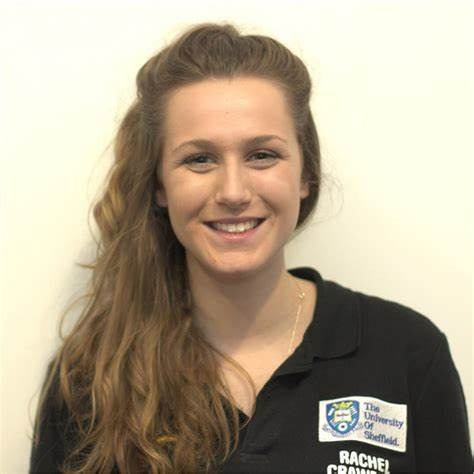 The
University
Of
Sheffield.
RACHEL